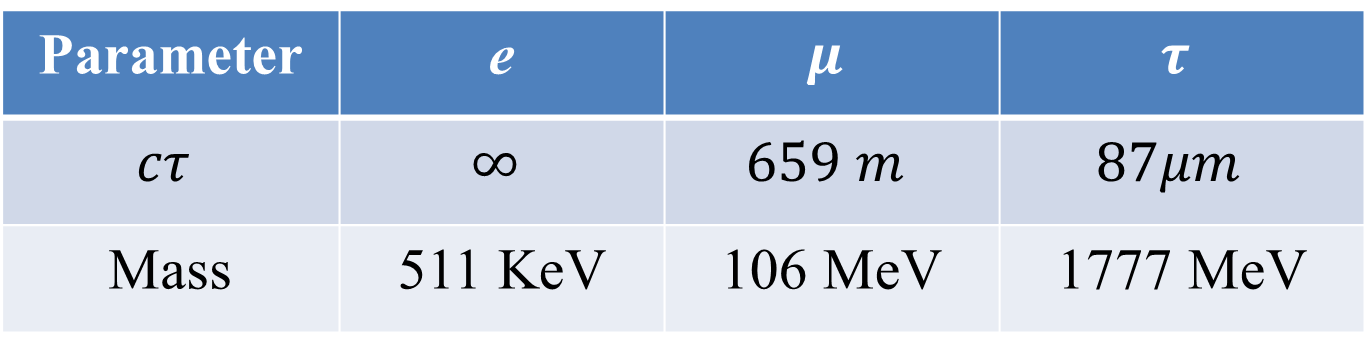 Parameter e μ τ
cτ ∞ 659 m 87μm
Mass 511 KeV 106 MeV 1777 MeV